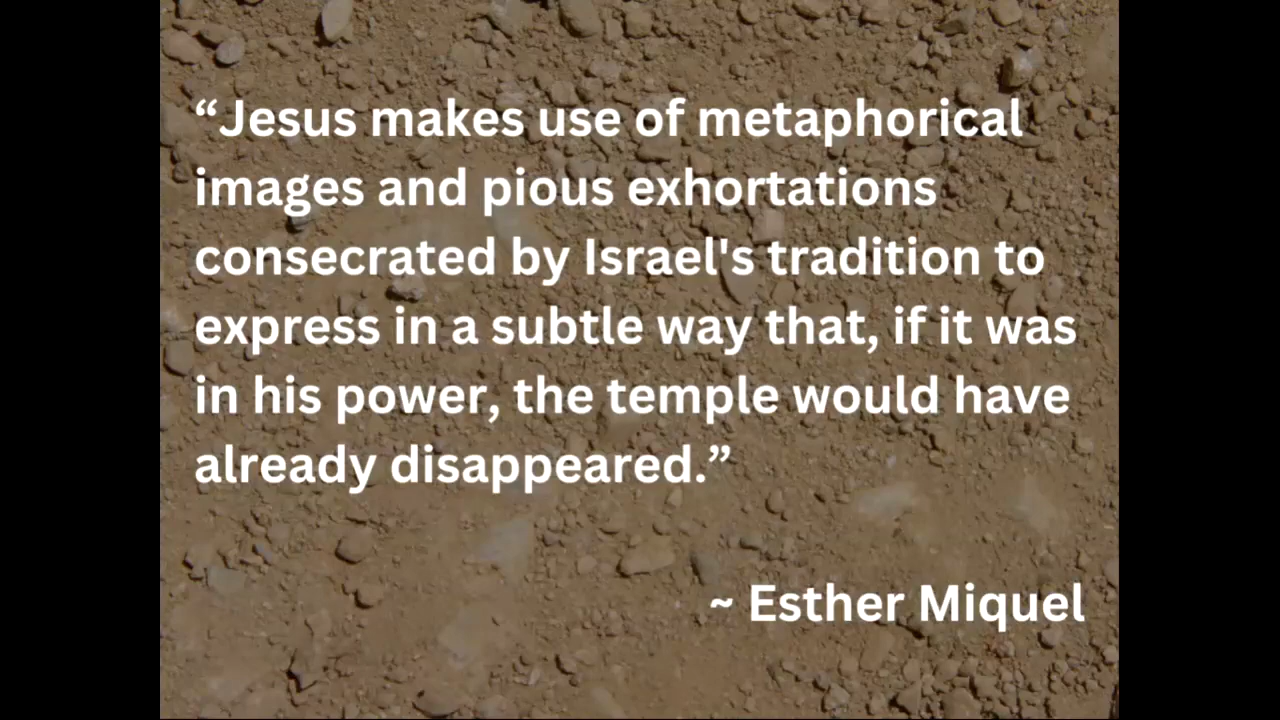 “Jesus makes use of metaphorical
images and pious exhortations
consecrated by Israel's tradition to
express in a subtle way that, if it was
in his power, the temple would have
already disappeared.”
~ Esther Miquel